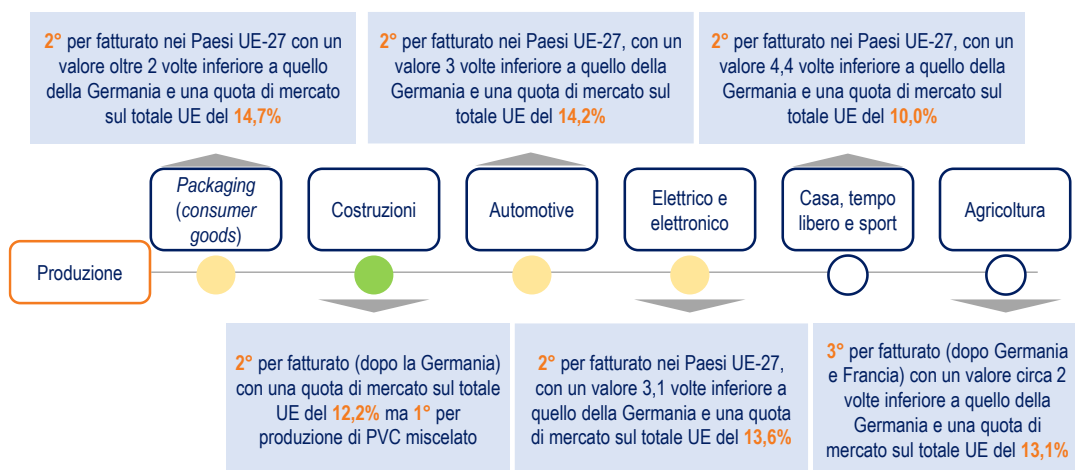 2° per fatturato nei Paesi UE-27 con un
valore oltre 2 volte inferiore a quello
della Germania e una quota di mercato
sul totale UE del 14,7%
2° per fatturato nei Paesi UE-27, con un
valore 3 volte inferiore a quello della
Germania e una quota di mercato sul
totale UE del 14,2%
2° per fatturato nei Paesi UE-27, con un
valore 4,4 volte inferiore a quello della
Germania e una quota di mercato sul
totale UE del 10,0%
Packaging
(consumer
goods)
Costruzioni
Automotive
Elettrico e
elettronico
Casa, tempo
libero e sport
Agricoltura
Produzione
2° per fatturato (dopo la Germania)
con una quota di mercato sul totale
UE del 12,2% ma 1° per
produzione di PVC miscelato
2° per fatturato nei Paesi UE-27,
con un valore 3,1 volte inferiore a
quello della Germania e una quota
di mercato sul totale UE del 13,6%
3° per fatturato (dopo Germania
e Francia) con un valore circa 2
volte inferiore a quello della
Germania e una quota di
mercato sul totale UE del 13,1%